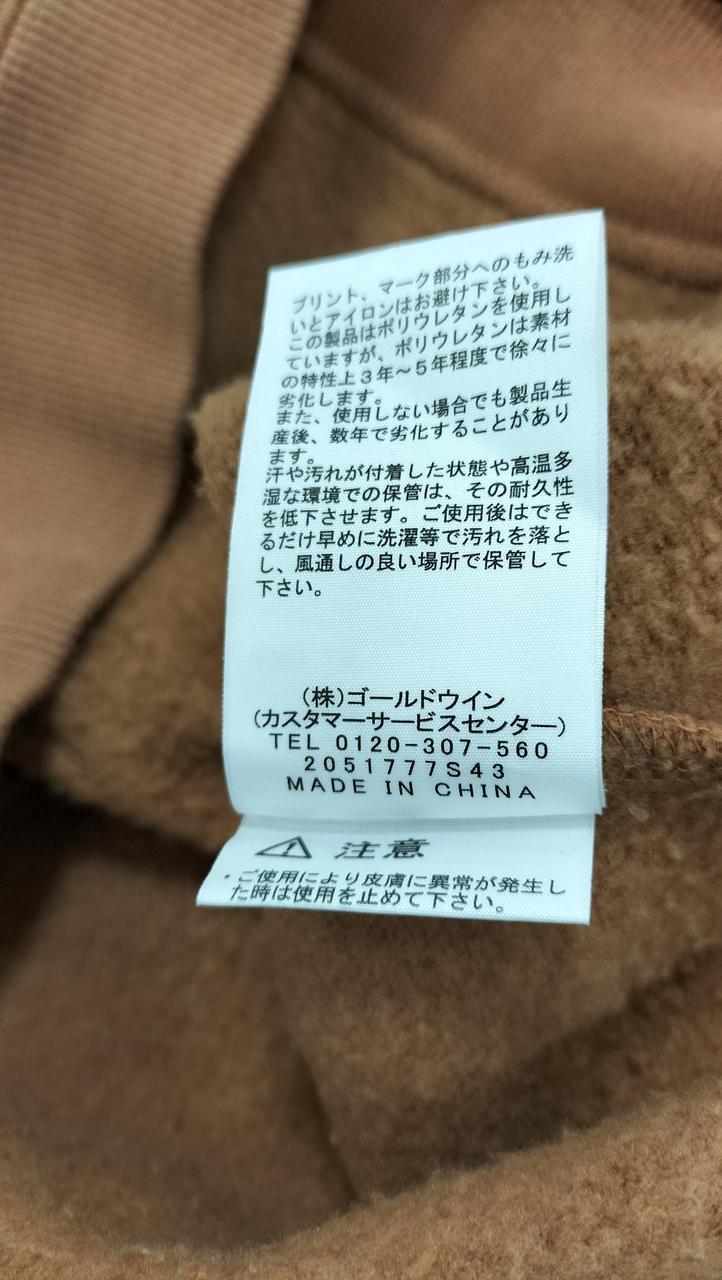 プリント、マーク部分へのもみ洗
いとアイロンはお避け下さい。
この製品はポリウレタンを使用し
ていますが、ポリウレタンは素材
の特性上3年～5年程度で徐々に
劣化します。
また、使用しない場合でも製品生
産後、数年で劣化することがあり
ます。
汗や汚れが付着した状態や高温多
湿な環境での保管は、その耐久性
を低下させます。ご使用後はでき
るだけ早めに洗濯等で汚れを落と
し、風通しの良い場所で保管して
下さい。
(株)ゴールドウイン
(カスタマーサービスセンター)
TEL 0120-307-560
2051777S43
MADE IN CHINA
⚠ 注意
・ご使用により皮膚に異常が発生し
た時は使用を止めて下さい。